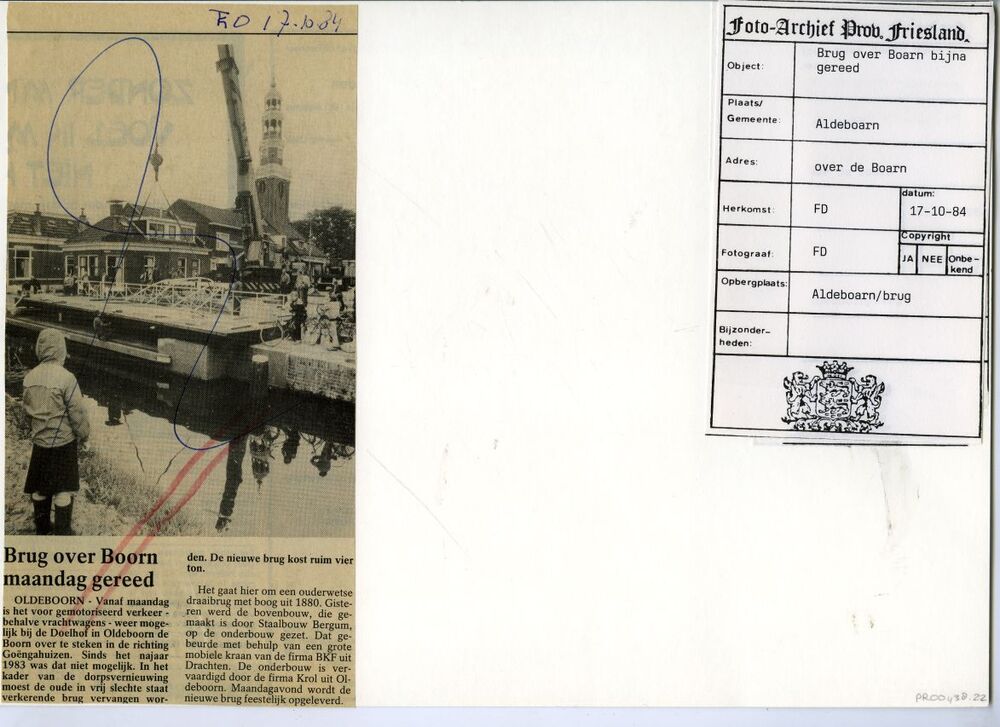 FD 17-10-84
Brug over Boorn
maandag gereed
OLDEBOORN - Vanaf maandag
is het voor gemotoriseerd verkeer -
behalve vrachtwagens - weer moge-
lijk bij de Doelhof in Oldeboorn de
Boorn over te steken in de richting
Goëngahuizen. Sinds het najaar
1983 was dat niet mogelijk. In het
kader van de dorpsvernieuwing
moest de oude in vrij slechte staat
verkerende brug vervangen wor-
den. De nieuwe brug kost ruim vier
ton.
Het gaat hier om een ouderwetse
draaibrug met boog uit 1880. Giste-
ren werd de bovenbouw, die ge-
maakt is door Staalbouw Bergum,
op de onderbouw gezet. Dat ge-
beurde met behulp van een grote
mobiele kraan van de firma BKF uit
Drachten. De onderbouw is ver-
vaardigd door de firma Krol uit Ol-
deboorn. Maandagavond wordt de
nieuwe brug feestelijk opgeleverd.
Foto-Archief Prov. Friesland.
Object: Brug over Boarn bijna
gereed
Plaats/
Gemeente: Aldeboarn
Adres: over de Boarn
Herkomst: FD datum: 17-10-84
Fotograaf: FD Copyright
JA NEE Onbe-
kend
Opbergplaats: Aldeboarn/brug
Bijzonder-
heden:
PR00438.22